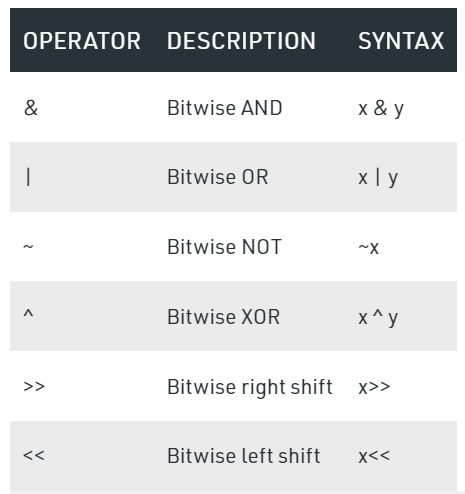 OPERATOR DESCRIPTION SYNTAX
& Bitwise AND x & y
| Bitwise OR x | y
~ Bitwise NOT ~x
^ Bitwise XOR x ^ y
>> Bitwise right shift x>>
<< Bitwise left shift x<<